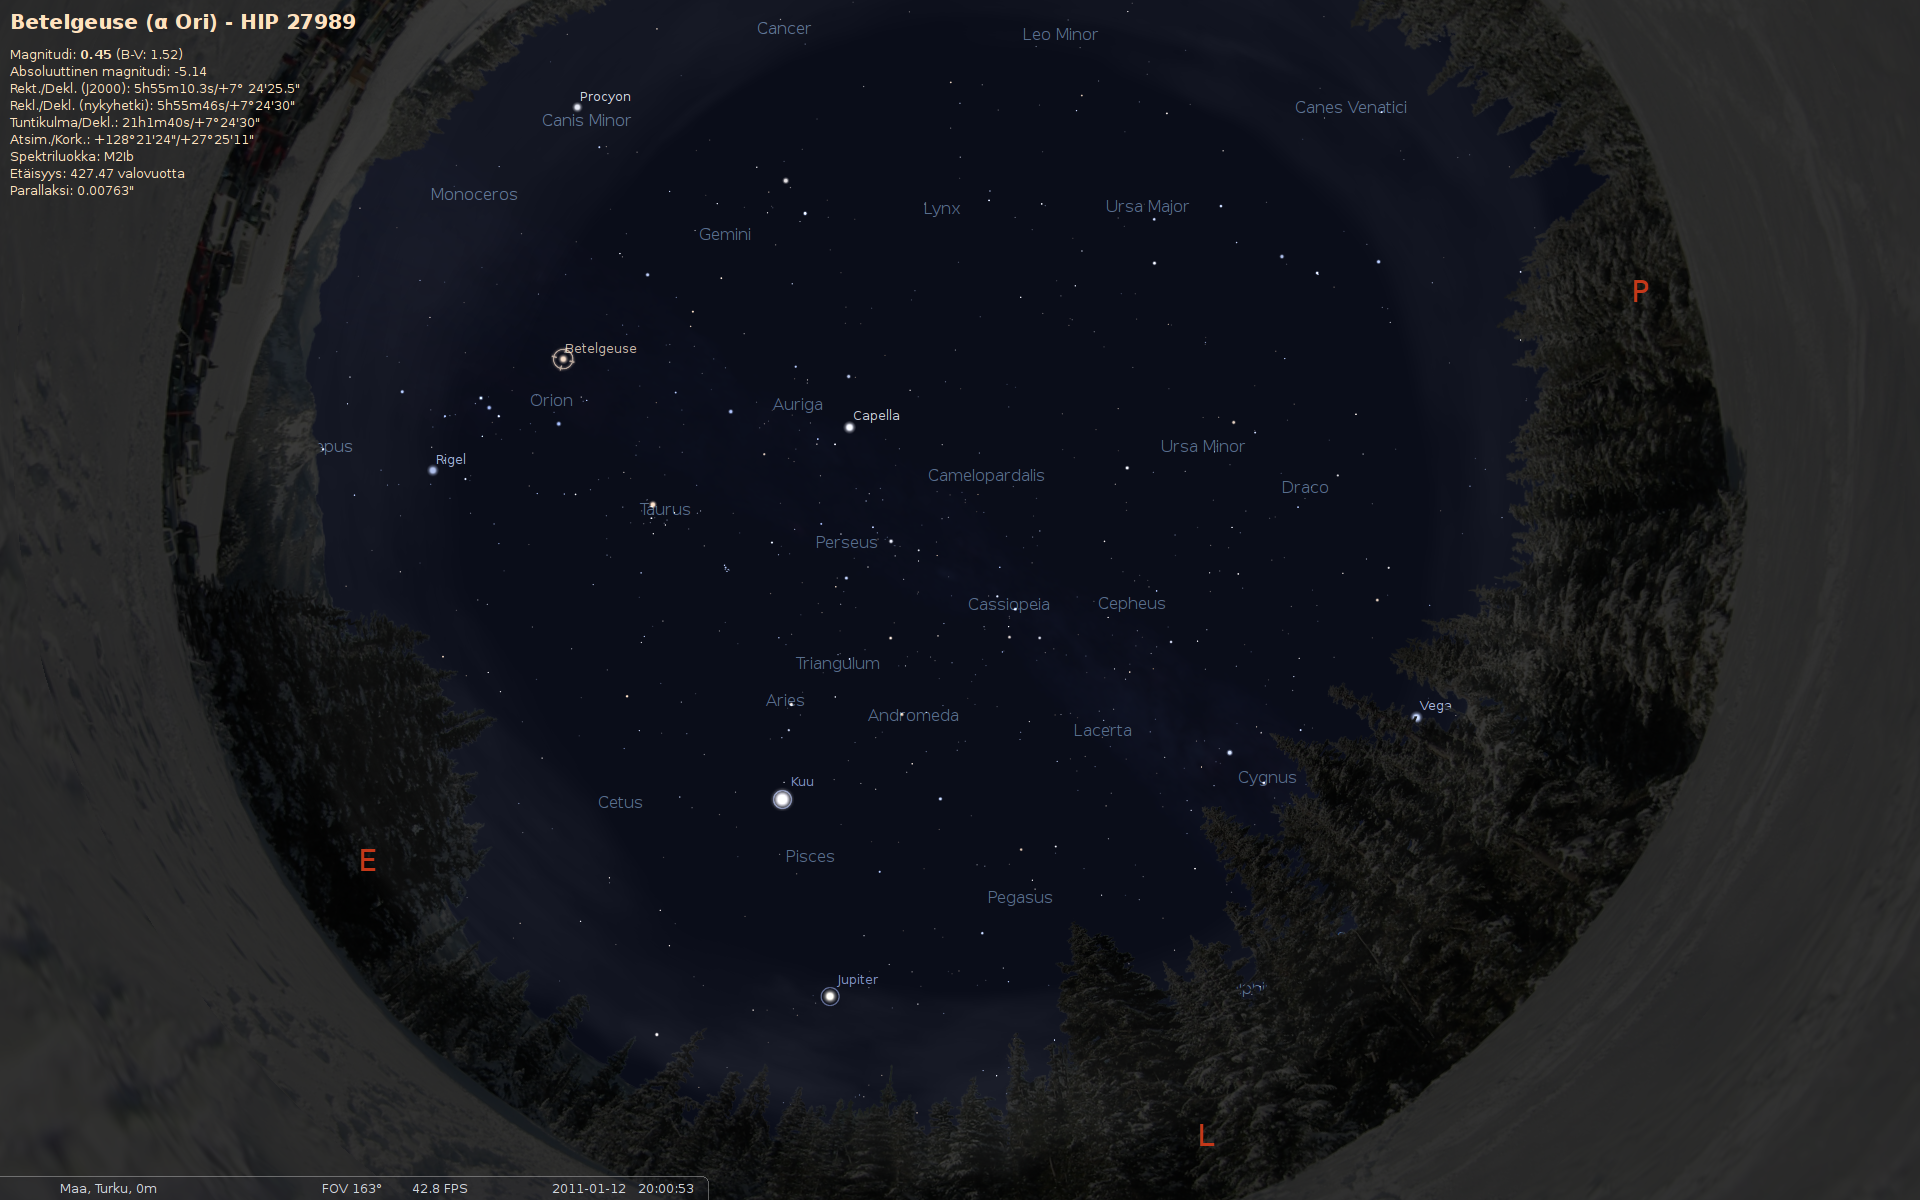 Betelgeuse (α Ori) - HIP 27989
Magnitudi: 0.45 (B-V: 1.52)
Absoluuttinen magnitudi: -5.14
Rekt./Dekl. (J2000): 5h55m10.3s/+7° 24'25.5"
Rekl./Dekl. (nykyhetki): 5h55m46s/+7°24'30"
Tuntikulma/Dekl.: 21h1m40s/+7°24'30"
Atsim./Kork.: +128°21'24"/+27°25'11"
Spektriluokka: M2Ib
Etäisyys: 427.47 valovuotta
Parallaksi: 0.00763"
Cancer
Leo Minor
Procyon
Canis Minor
Canes Venatici
Monoceros
Lynx
Ursa Major
Gemini
P
Betelgeuse
Orion
Auriga
Capella
Ursa Minor
Rigel
Camelopardalis
Draco
Taurus
Perseus
Cassiopeia
Cepheus
Triangulum
Aries
Andromeda
Vega
Lacerta
Cygnus
Kuu
Cetus
Pisces
E
Pegasus
Jupiter
L
Maa, Turku, 0m
FOV 163°
42.8 FPS
2011-01-12
20:00:53